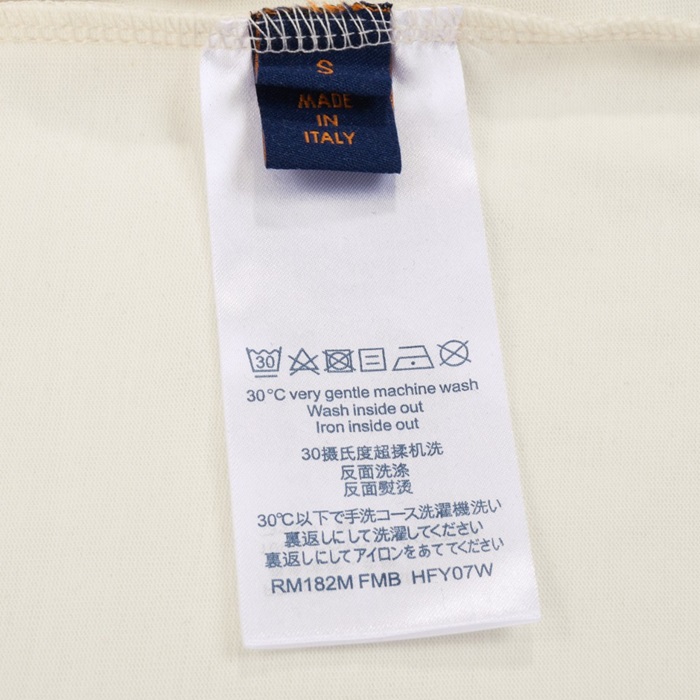 S
MADE
IN
ITALY
30
30°C very gentle machine wash
Wash inside out
Iron inside out
30摄氏度超揉机洗
反面洗涤
反面熨烫
30℃以下で手洗コース洗濯機洗い
裏返しにして洗濯してください
裏返しにしてアイロンをあててください
RM182M FMB HFY07W